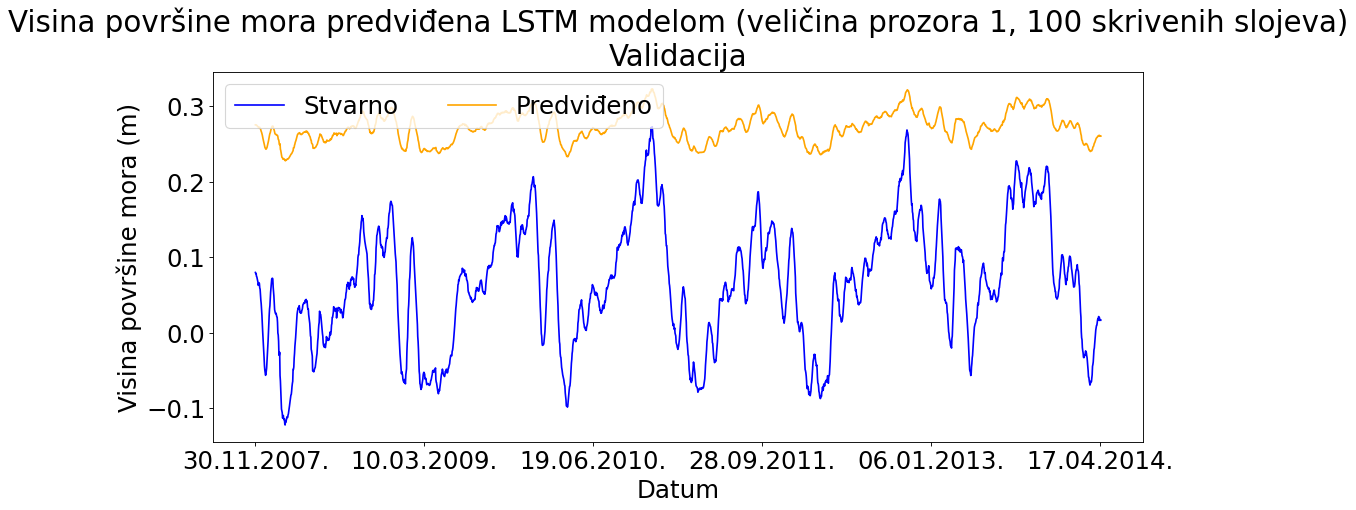 Visina površine mora predviđena LSTM modelom (veličina prozora 1, 100 skrivenih slojeva)
Validacija
Stvarno
Predviđeno
Visina površine mora (m)
0.3
0.2
0.1
0.0
−0.1
30.11.2007.
10.03.2009.
19.06.2010.
28.09.2011.
06.01.2013.
17.04.2014.
Datum